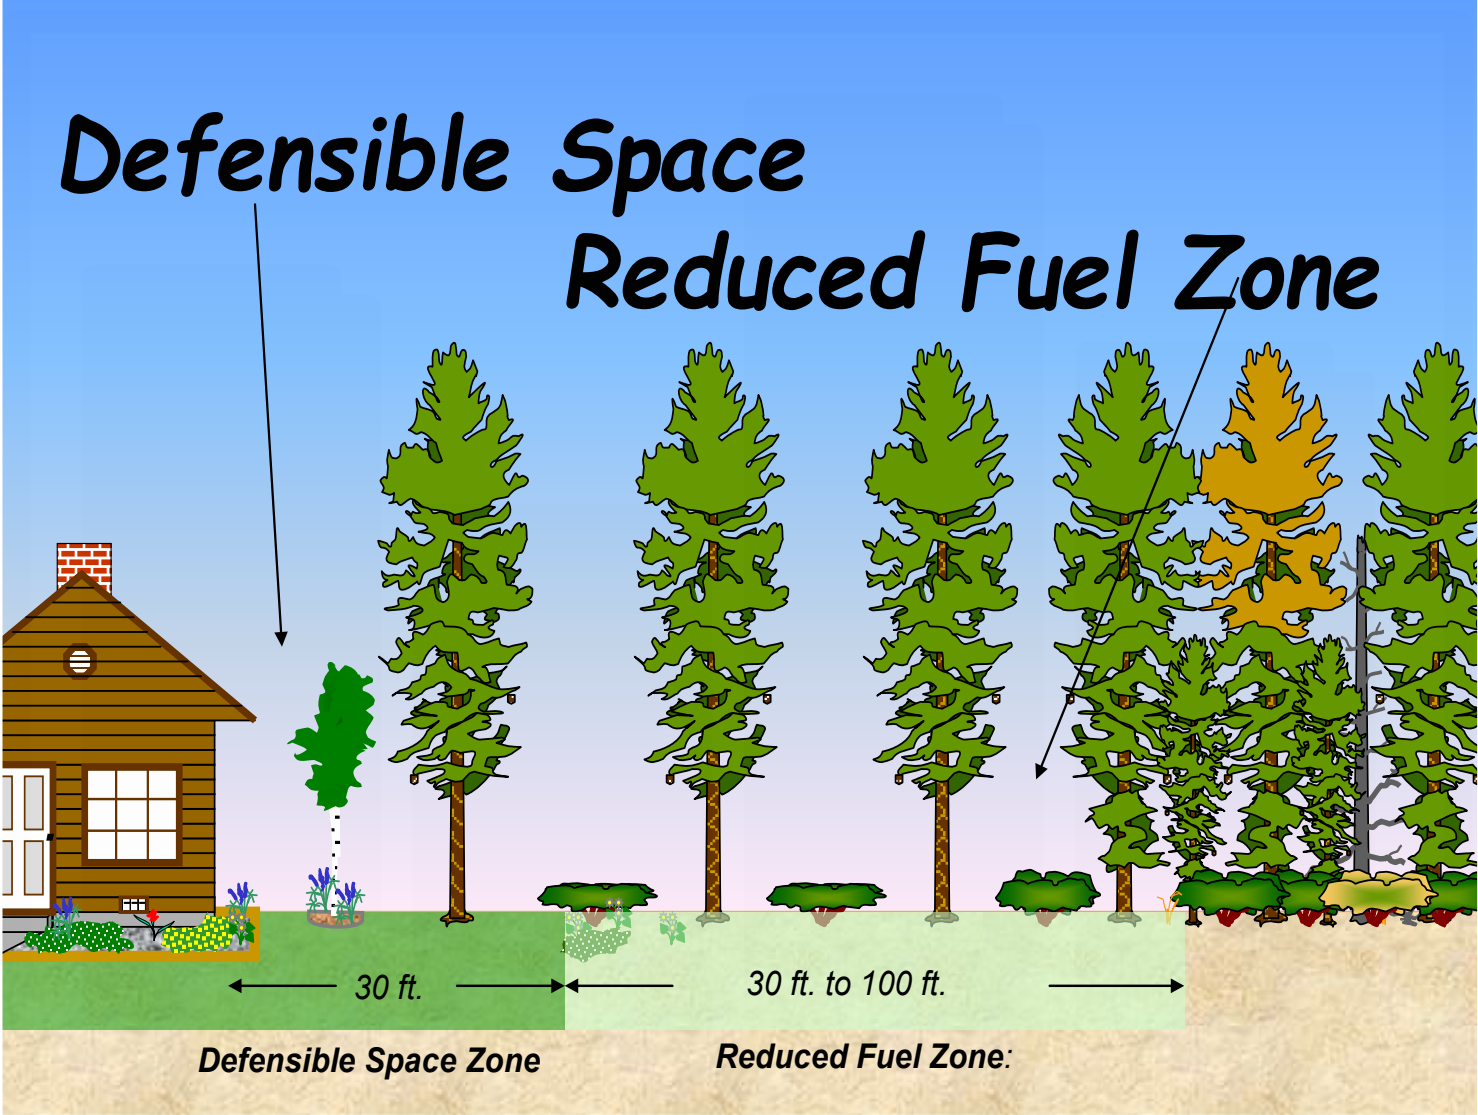 Defensible Space
Reduced Fuel Zone
30 ft.
30 ft. to 100 ft.
Defensible Space Zone
Reduced Fuel Zone: